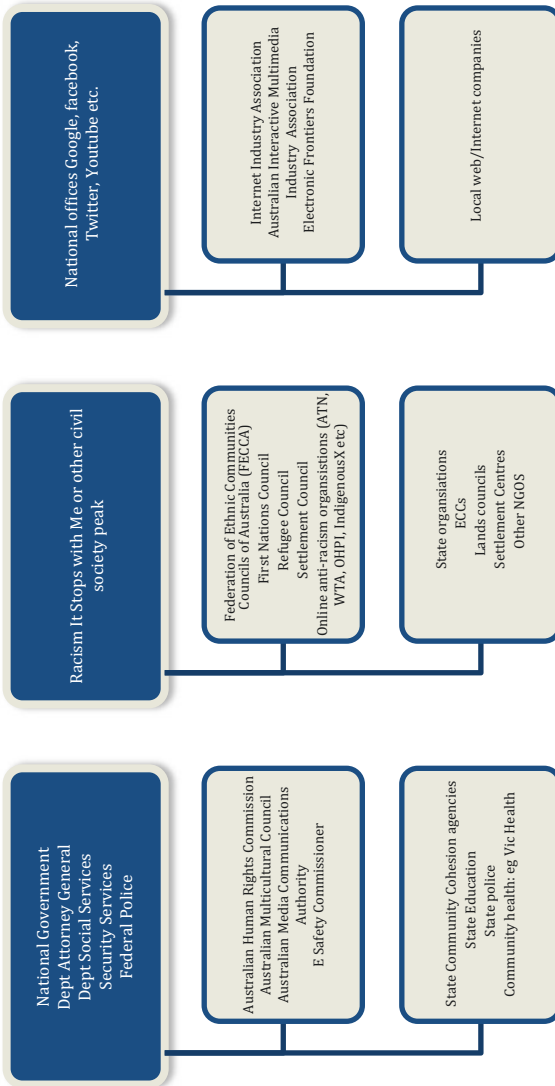 National Government
Dept Attorney General
Dept Social Services
Security Services
Federal Police
Australian Human Rights Commission
Australian Multicultural Council
Australian Media Communications
Authority
E Safety Commissioner
State Community Cohesion agencies
State Education
State police
Community health: eg Vic Health
Racism It Stops with Me or other civil
society peak
Federation of Ethnic Communities
Councils of Australia (FECCA)
First Nations Council
Refugee Council
Settlement Council
Online anti-racism organsistions (ATN,
WTA, OHPI, IndigenousX etc)
State organsiations
ECCs
Lands councils
Settlement Centres
Other NGOS
National offices Google, facebook,
Twitter, Youtube etc.
Internet Industry Association
Australian Interactive Multimedia
Industry Association
Electronic Frontiers Foundation
Local web/Internet companies